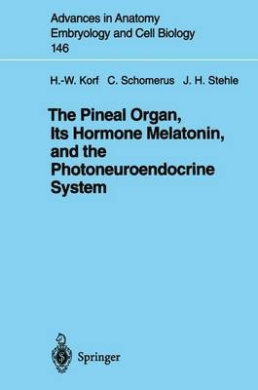 Advances in Anatomy
Embryology and Cell Biology
146
H.-W. Korf C. Schomerus J. H. Stehle
The Pineal Organ,
Its Hormone Melatonin,
and the
Photoneuroendocrine
System
Springer